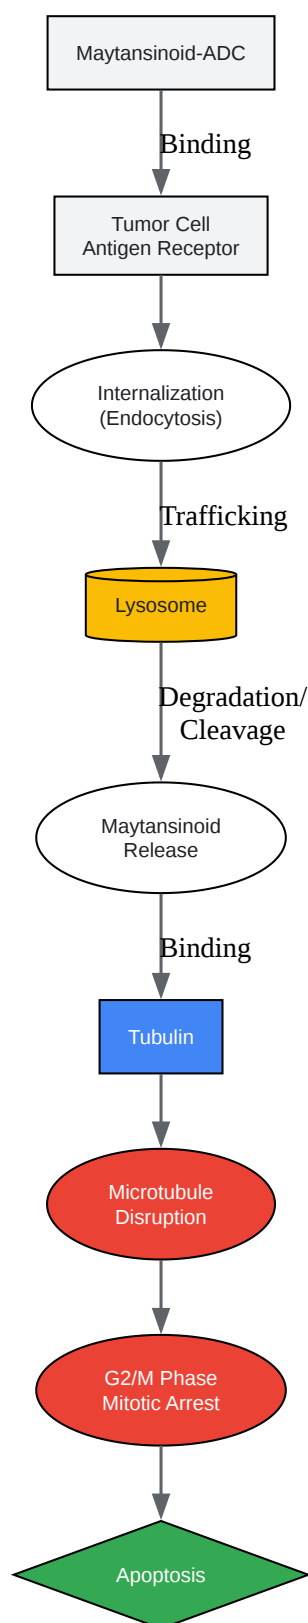 Maytansinoid-ADC
Binding
Tumor Cell
Antigen Receptor
Internalization
(Endocytosis)
Trafficking
Lysosome
Degradation/
Cleavage
Maytansinoid
Release
Binding
Tubulin
Microtubule
Disruption
G2/M Phase
Mitotic Arrest
Apoptosis